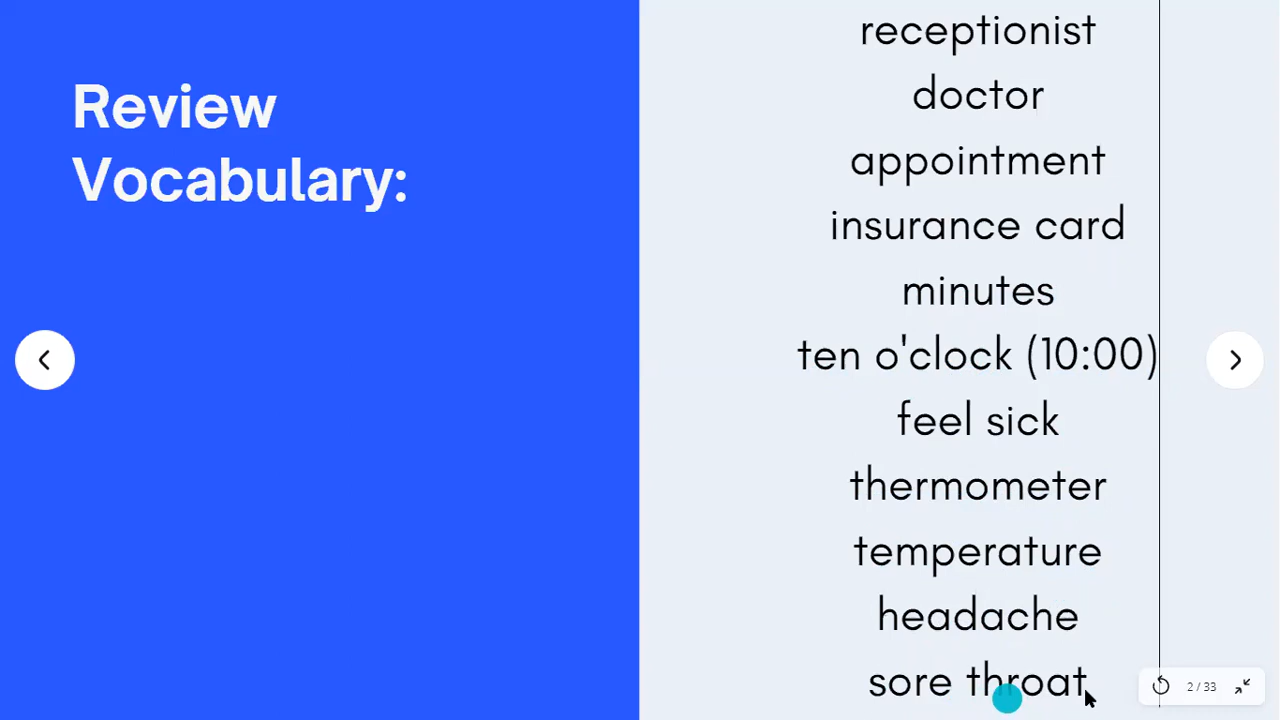 Review
Vocabulary:
receptionist
doctor
appointment
insurance card
minutes
ten o'clock (10:00)
feel sick
thermometer
temperature
headache
sore throat
2 / 33